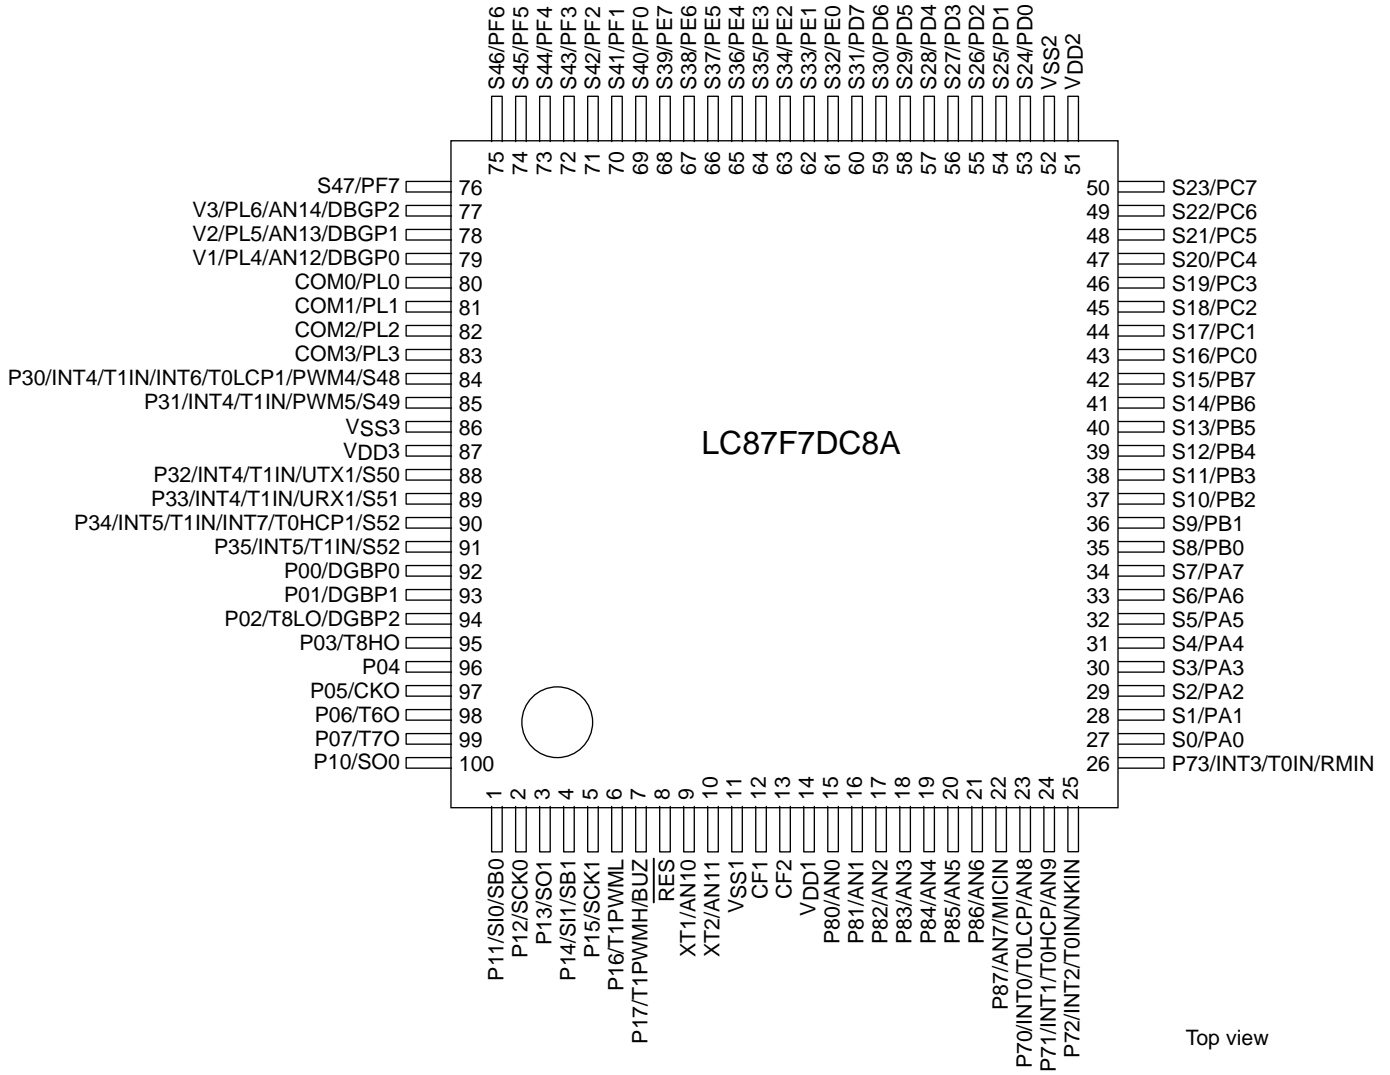 S46/PF6
S45/PF5
S44/PF4
S43/PF3
S42/PF2
S41/PF1
S40/PF0
S39/PE7
S38/PE6
S37/PE5
S36/PE4
S35/PE3
S34/PE2
S33/PE1
S32/PE0
S31/PD7
S30/PD6
S29/PD5
S28/PD4
S27/PD3
S26/PD2
S25/PD1
S24/PD0
VSS2
VDD2
75
74
73
72
71
70
69
68
67
66
65
64
63
62
61
60
59
58
57
56
55
54
53
52
51
S47/PF7 76
V3/PL6/AN14/DBGP2 77
V2/PL5/AN13/DBGP1 78
V1/PL4/AN12/DBGP0 79
COM0/PL0 80
COM1/PL1 81
COM2/PL2 82
COM3/PL3 83
P30/INT4/T1IN/INT6/T0LCP1/PWM4/S48 84
P31/INT4/T1IN/PWM5/S49 85
VSS3 86
VDD3 87
P32/INT4/T1IN/UTX1/S50 88
P33/INT4/T1IN/URX1/S51 89
P34/INT5/T1IN/INT7/T0HCP1/S52 90
P35/INT5/T1IN/S52 91
P00/DGBP0 92
P01/DGBP1 93
P02/T8LO/DGBP2 94
P03/T8HO 95
P04 96
P05/CKO 97
P06/T6O 98
P07/T7O 99
P10/SO0 100
LC87F7DC8A
50 S23/PC7
49 S22/PC6
48 S21/PC5
47 S20/PC4
46 S19/PC3
45 S18/PC2
44 S17/PC1
43 S16/PC0
42 S15/PB7
41 S14/PB6
40 S13/PB5
39 S12/PB4
38 S11/PB3
37 S10/PB2
36 S9/PB1
35 S8/PB0
34 S7/PA7
33 S6/PA6
32 S5/PA5
31 S4/PA4
30 S3/PA3
29 S2/PA2
28 S1/PA1
27 S0/PA0
26 P73/INT3/T0IN/RMIN
1
2
3
4
5
6
7
8
9
10
11
12
13
14
15
16
17
18
19
20
21
22
23
24
25
P11/SI0/SB0
P12/SCK0
P13/SO1
P14/SI1/SB1
P15/SCK1
P16/T1PWML
P17/T1PWMH/BUZ
RES
XT1/AN10
XT2/AN11
VSS1
CF1
CF2
VDD1
P80/AN0
P81/AN1
P82/AN2
P83/AN3
P84/AN4
P85/AN5
P86/AN6
P87/AN7/MICIN
P70/INT0/T0LCP/AN8
P71/INT1/T0HCP/AN9
P72/INT2/T0IN/NKIN
Top view